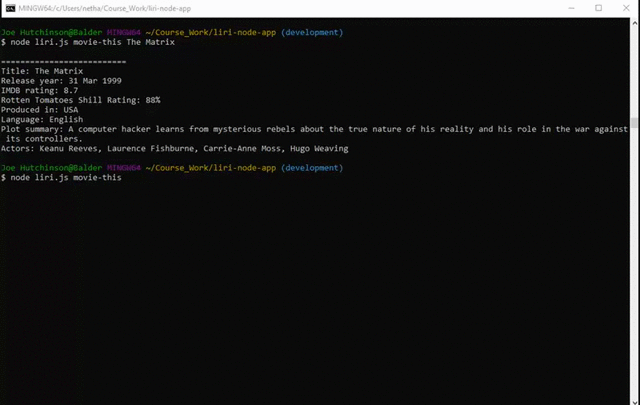 MINGW64:/c/Users/netha/Course_Work/liri-node-app
Joe Hutchinson@Balder MINGW64 ~/Course_Work/liri-node-app (development)
$ node liri.js movie-this The Matrix
==========================
Title: The Matrix
Release year: 31 Mar 1999
IMDB rating: 8.7
Rotten Tomatoes Shill Rating: 88%
Produced in: USA
Language: English
Plot summary: A computer hacker learns from mysterious rebels about the true nature of his reality and his role in the war against
its controllers.
Actors: Keanu Reeves, Laurence Fishburne, Carrie-Anne Moss, Hugo Weaving
Joe Hutchinson@Balder MINGW64 ~/Course_Work/liri-node-app (development)
$ node liri.js movie-this